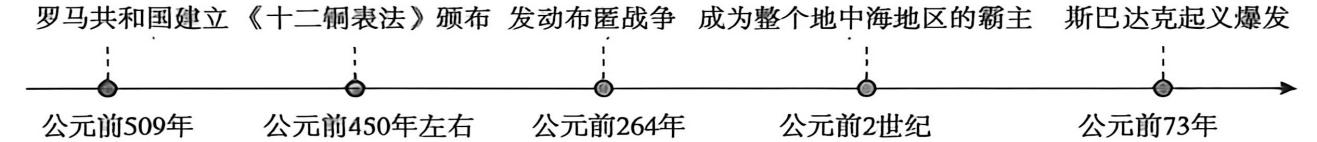 罗马共和国建立 《十二铜表法》颁布 发动布匿战争 成为整个地中海地区的霸主 斯巴达克起义爆发
公元前509年 公元前450年左右 公元前264年 公元前2世纪 公元前73年